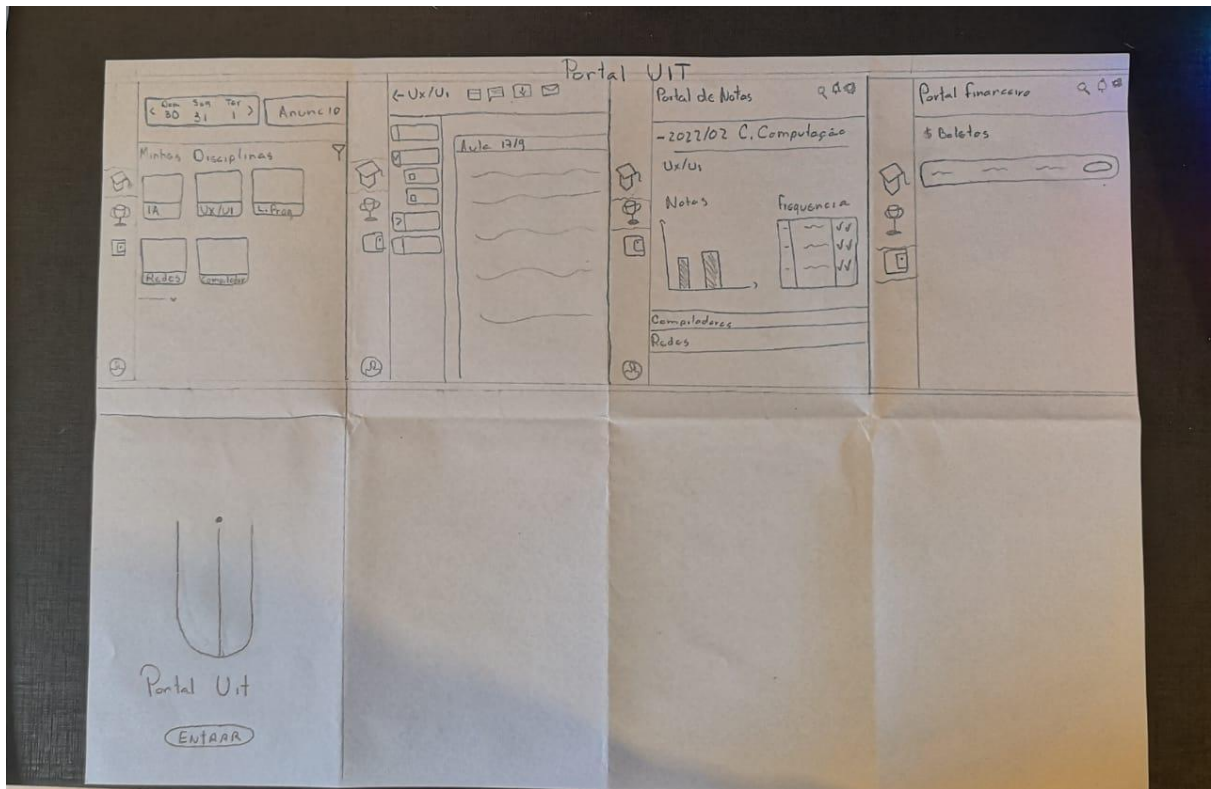 Portal UIT
< Dom Seg Ter >
30 31 1
Anuncio
Minhas Disciplinas
IA
UX/UI
L. Prog
Redes
Compilador
<- Ux/Ui
Aula 17/9
Portal de Notas
- 2022/02 C. Computação
Ux/Ui
Notas
frequencia
Compiladores
Redes
Portal financeiro
$ Boletos
Portal Uit
ENTRAR